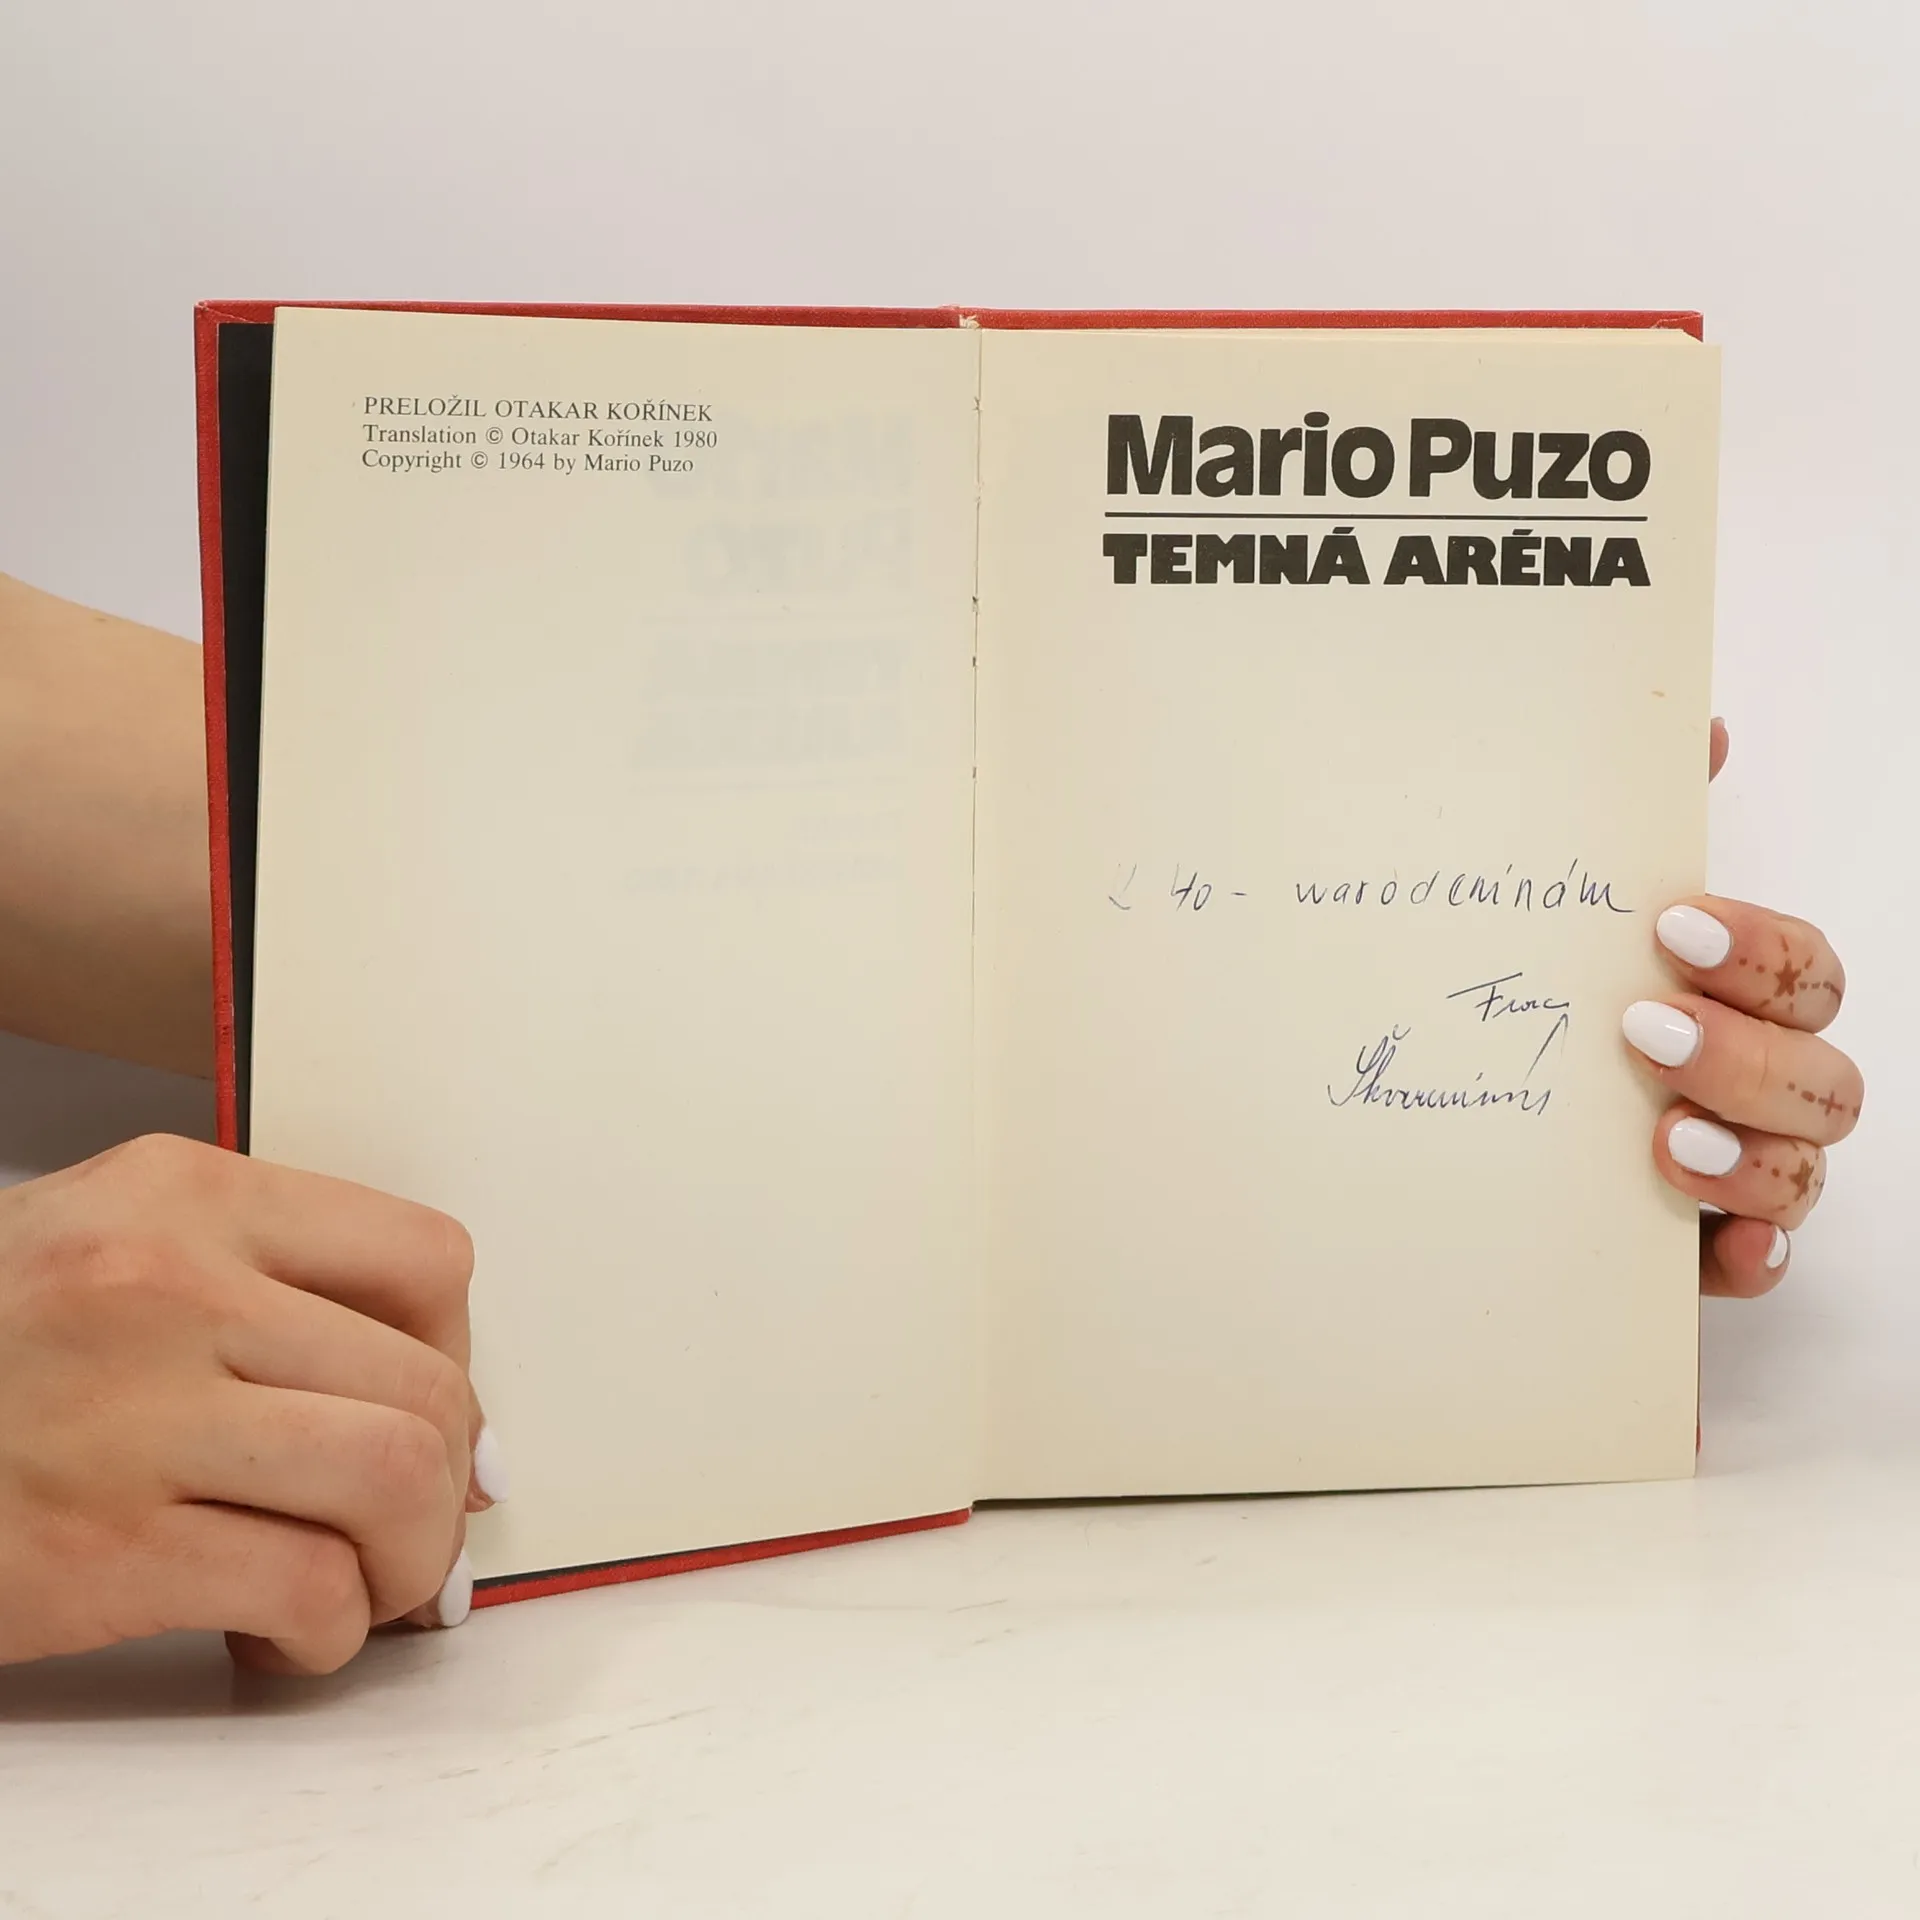 PRELOŽIL OTAKAR KOŘÍNEK
Translation © Otakar Kořínek 1980
Copyright © 1964 by Mario Puzo
Mario Puzo
TEMNÁ ARÉNA
K 40 - narodeninám